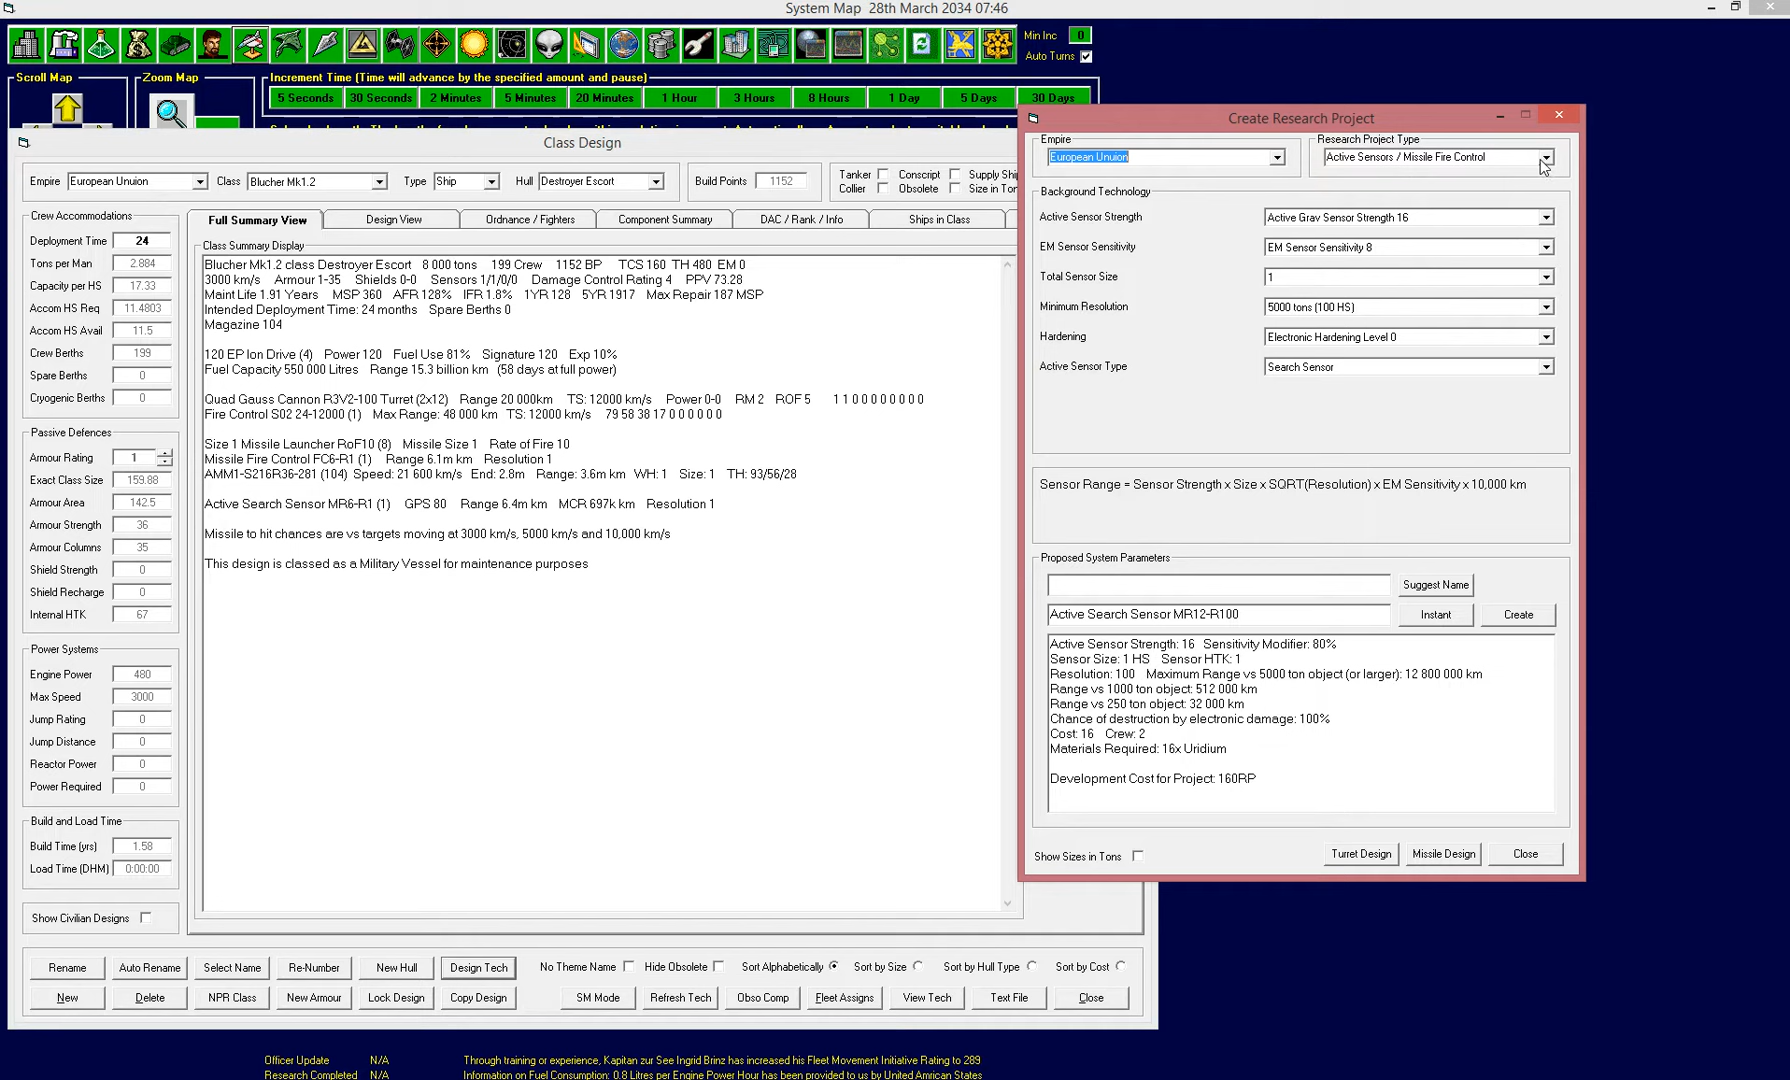 System Map 28th March 2034 07:46
Min Inc 0
Auto Turns
Scroll Map
Zoom Map
Increment Time (Time will advance by the specified amount and pause)
5 Seconds 30 Seconds 2 Minutes 5 Minutes 20 Minutes 1 Hour 3 Hours 8 Hours 1 Day 5 Days 30 Days
Class Design
Empire European Unuion Class Blucher Mk1.2 Type Ship Hull Destroyer Escort Build Points 1152
Tanker Conscript Supply Ship
Collier Obsolete Size in Ton
Crew Accommodations
Deployment Time 24
Tons per Man 2.884
Capacity per HS 17.33
Accom HS Req 11.4803
Accom HS Avail 11.5
Crew Berths 199
Spare Berths 0
Cryogenic Berths 0
Passive Defences
Armour Rating 1
Exact Class Size 159.88
Armour Area 142.5
Armour Strength 36
Armour Columns 35
Shield Strength 0
Shield Recharge 0
Internal HTK 67
Power Systems
Engine Power 480
Max Speed 3000
Jump Rating 0
Jump Distance 0
Reactor Power 0
Power Required 0
Build and Load Time
Build Time (yrs) 1.58
Load Time (DHM) 0:00:00
Show Civilian Designs
Full Summary View Design View Ordnance / Fighters Component Summary DAC / Rank / Info Ships in Class
Class Summary Display
Blucher Mk1.2 class Destroyer Escort 8 000 tons 199 Crew 1152 BP TCS 160 TH 480 EM 0
3000 km/s Armour 1-35 Shields 0-0 Sensors 1/1/0/0 Damage Control Rating 4 PPV 73.28
Maint Life 1.91 Years MSP 360 AFR 128% IFR 1.8% 1YR 128 5YR 1917 Max Repair 187 MSP
Intended Deployment Time: 24 months Spare Berths 0
Magazine 104
120 EP Ion Drive (4) Power 120 Fuel Use 81% Signature 120 Exp 10%
Fuel Capacity 550 000 Litres Range 15.3 billion km (58 days at full power)
Quad Gauss Cannon R3V2-100 Turret (2x12) Range 20 000km TS: 12000 km/s Power 0-0 RM 2 ROF 5 1 1 0 0 0 0 0 0 0 0
Fire Control S02 24-12000 (1) Max Range: 48 000 km TS: 12000 km/s 79 58 38 17 0 0 0 0 0 0
Size 1 Missile Launcher RoF10 (8) Missile Size 1 Rate of Fire 10
Missile Fire Control FC6-R1 (1) Range 6.1m km Resolution 1
AMM1-S216R36-281 (104) Speed: 21 600 km/s End: 2.8m Range: 3.6m km WH: 1 Size: 1 TH: 93/56/28
Active Search Sensor MR6-R1 (1) GPS 80 Range 6.4m km MCR 697k km Resolution 1
Missile to hit chances are vs targets moving at 3000 km/s, 5000 km/s and 10,000 km/s
This design is classed as a Military Vessel for maintenance purposes
Rename Auto Rename Select Name Re-Number New Hull Design Tech No Theme Name Hide Obsolete Sort Alphabetically Sort by Size Sort by Hull Type Sort by Cost
New Delete NPR Class New Armour Lock Design Copy Design SM Mode Refresh Tech Obso Comp Fleet Assigns View Tech Text File Close
Create Research Project
Empire
European Unuion
Research Project Type
Active Sensors / Missile Fire Control
Background Technology
Active Sensor Strength Active Grav Sensor Strength 16
EM Sensor Sensitivity EM Sensor Sensitivity 8
Total Sensor Size 1
Minimum Resolution 5000 tons (100 HS)
Hardening Electronic Hardening Level 0
Active Sensor Type Search Sensor
Sensor Range = Sensor Strength x Size x SQRT(Resolution) x EM Sensitivity x 10,000 km
Proposed System Parameters
Suggest Name
Active Search Sensor MR12-R100 Instant Create
Active Sensor Strength: 16 Sensitivity Modifier: 80%
Sensor Size: 1 HS Sensor HTK: 1
Resolution: 100 Maximum Range vs 5000 ton object (or larger): 12 800 000 km
Range vs 1000 ton object: 512 000 km
Range vs 250 ton object: 32 000 km
Chance of destruction by electronic damage: 100%
Cost: 16 Crew: 2
Materials Required: 16x Uridium
Development Cost for Project: 160RP
Show Sizes in Tons Turret Design Missile Design Close
Officer Update N/A Through training or experience, Kapitan zur See Ingrid Brinz has increased his Fleet Movement Initiative Rating to 289
Research Completed N/A Information on Fuel Consumption: 0.8 Litres per Engine Power Hour has been provided to us by United Amrican States